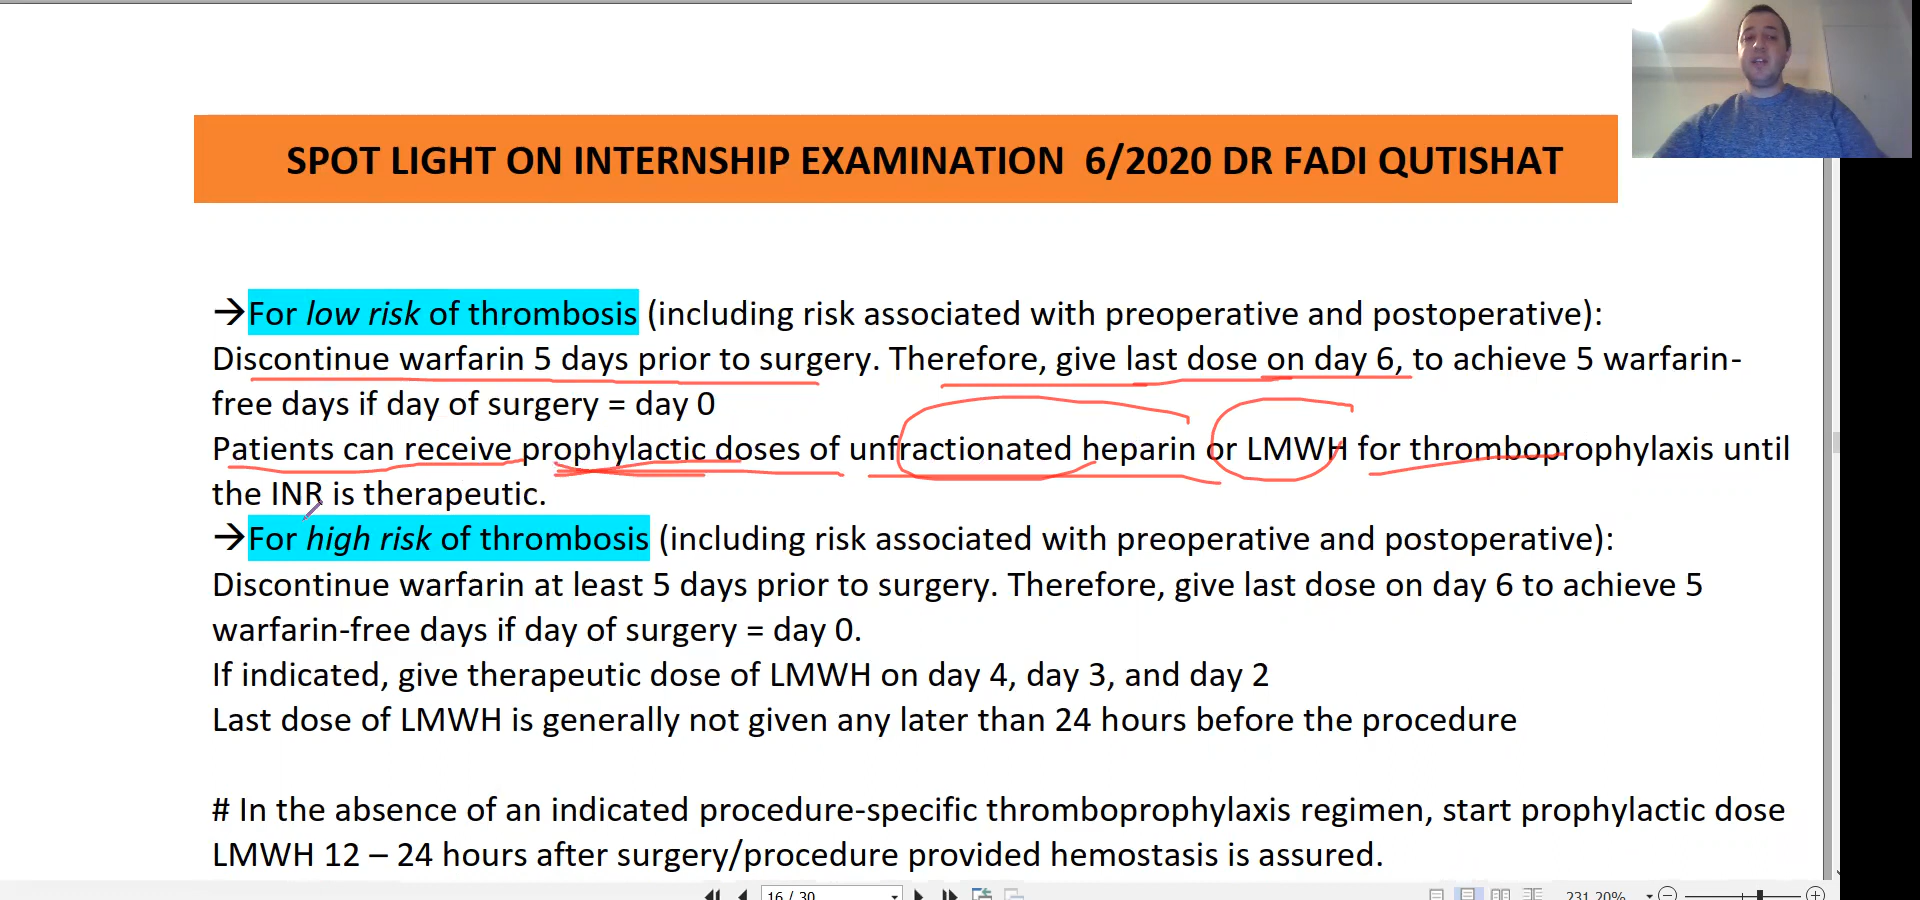 SPOT LIGHT ON INTERNSHIP EXAMINATION 6/2020 DR FADI QUTISHAT
→For low risk of thrombosis (including risk associated with preoperative and postoperative):
Discontinue warfarin 5 days prior to surgery. Therefore, give last dose on day 6, to achieve 5 warfarin-
free days if day of surgery = day 0
Patients can receive prophylactic doses of unfractionated heparin or LMWH for thromboprophylaxis until
the INR is therapeutic.
→For high risk of thrombosis (including risk associated with preoperative and postoperative):
Discontinue warfarin at least 5 days prior to surgery. Therefore, give last dose on day 6 to achieve 5
warfarin-free days if day of surgery = day 0.
If indicated, give therapeutic dose of LMWH on day 4, day 3, and day 2
Last dose of LMWH is generally not given any later than 24 hours before the procedure
# In the absence of an indicated procedure-specific thromboprophylaxis regimen, start prophylactic dose
LMWH 12 – 24 hours after surgery/procedure provided hemostasis is assured.
16 / 30
231.20%